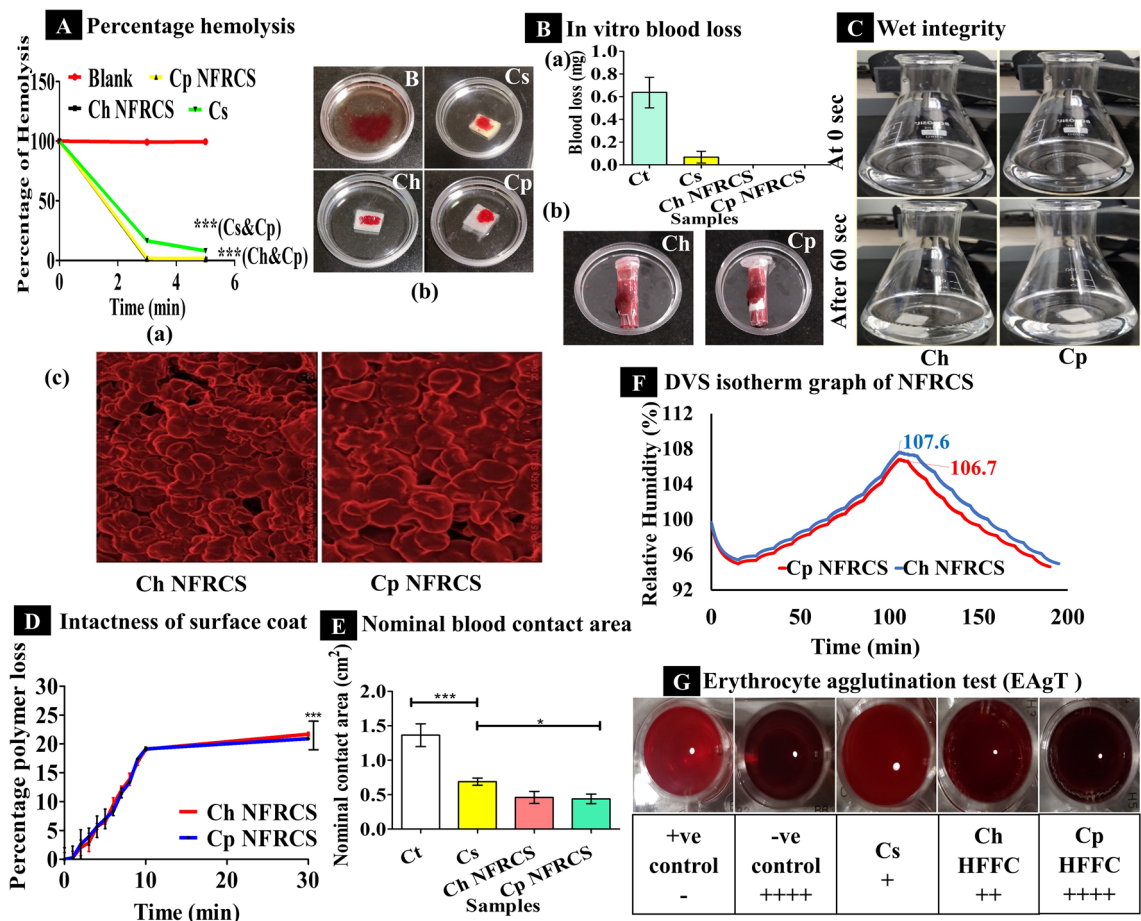 A Percentage hemolysis
Percentage of Hemolysis
150
100
50
0
0 2 4 6
Time (min)
Blank
Cp NFRCS
Ch NFRCS
Cs
***(Cs&Cp)
***(Ch&Cp)
(a)
B
Cs
Ch
Cp
(b)
B In vitro blood loss
(a)
Blood loss (mg)
1.0
0.8
0.6
0.4
0.2
0.0
Ct
Cs
Ch NFRCS
Cp NFRCS
Samples
(b)
Ch
Cp
C Wet integrity
At 0 sec
After 60 sec
Ch
Cp
(c)
Ch NFRCS
Cp NFRCS
F DVS isotherm graph of NFRCS
Relative Humidity (%)
112
108
104
100
96
92
107.6
106.7
Cp NFRCS
Ch NFRCS
0 50 100 150 200
Time (min)
D Intactness of surface coat
Percentage polymer loss
30
25
20
15
10
5
0
***
Ch NFRCS
Cp NFRCS
0 10 20 30
Time (min)
E Nominal blood contact area
Nominal contact area (cm²)
2.0
1.5
1.0
0.5
0.0
***
*
Ct
Cs
Ch NFRCS
Cp NFRCS
Samples
G Erythrocyte agglutination test (EAgT )
+ve control -
-ve control ++++
Cs +
Ch HFFC ++
Cp HFFC ++++